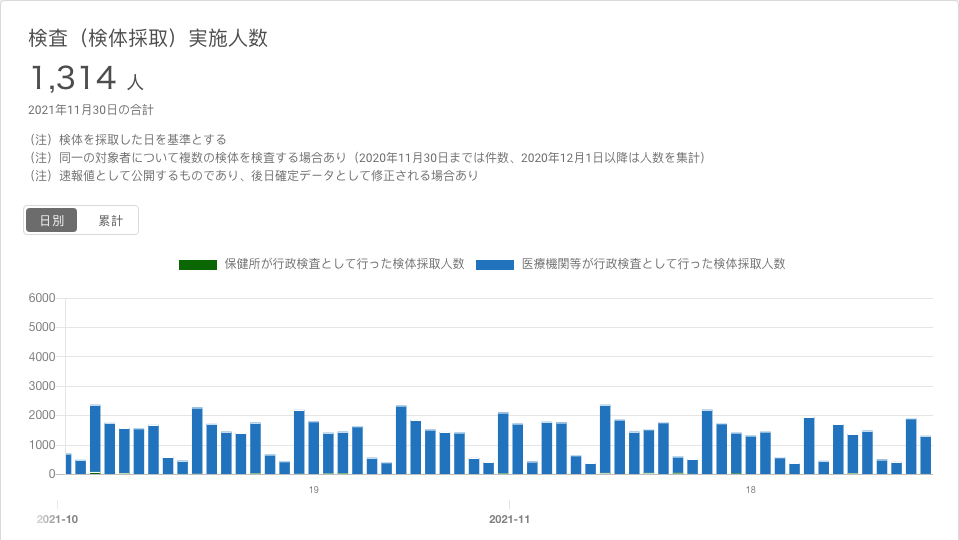 検査（検体採取）実施人数
1,314 人
2021年11月30日の合計
（注）検体を採取した日を基準とする
（注）同一の対象者について複数の検体を検査する場合あり（2020年11月30日までは件数、2020年12月1日以降は人数を集計）
（注）速報値として公開するものであり、後日確定データとして修正される場合あり
日別 累計
保健所が行政検査として行った検体採取人数 医療機関等が行政検査として行った検体採取人数
6000
5000
4000
3000
2000
1000
0
19 18
2021-10 2021-11